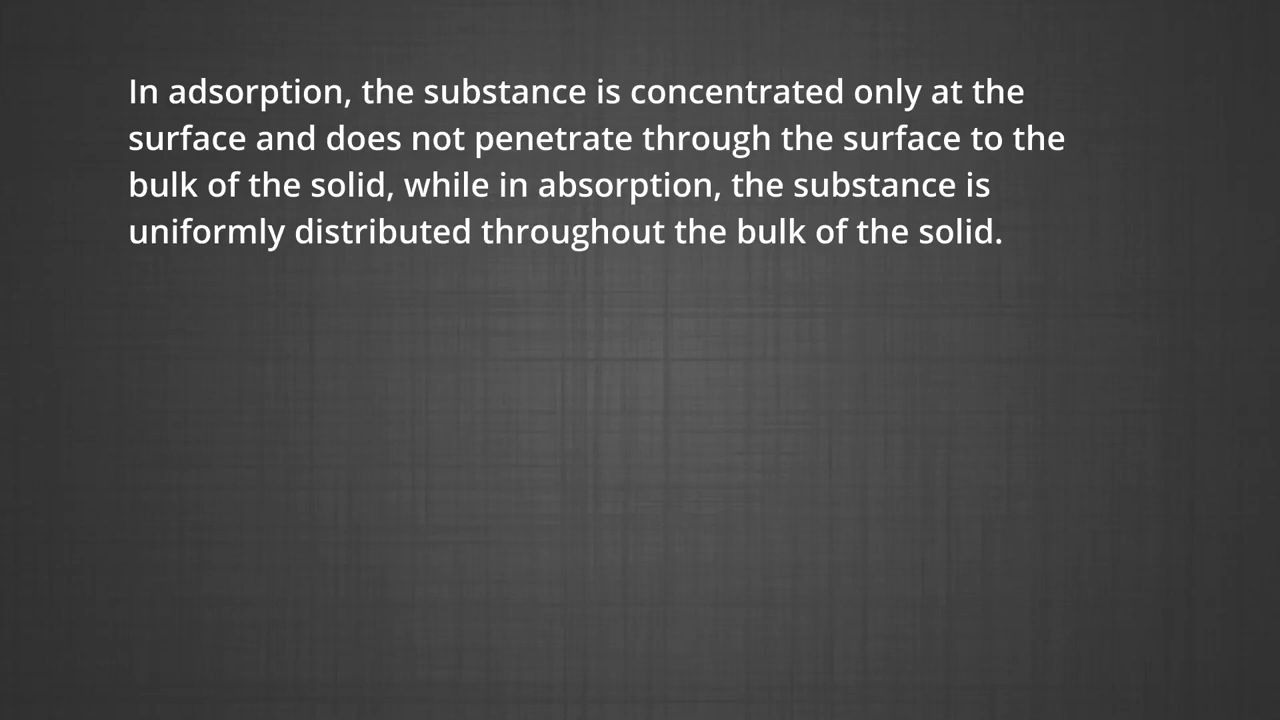 In adsorption, the substance is concentrated only at the
surface and does not penetrate through the surface to the
bulk of the solid, while in absorption, the substance is
uniformly distributed throughout the bulk of the solid.